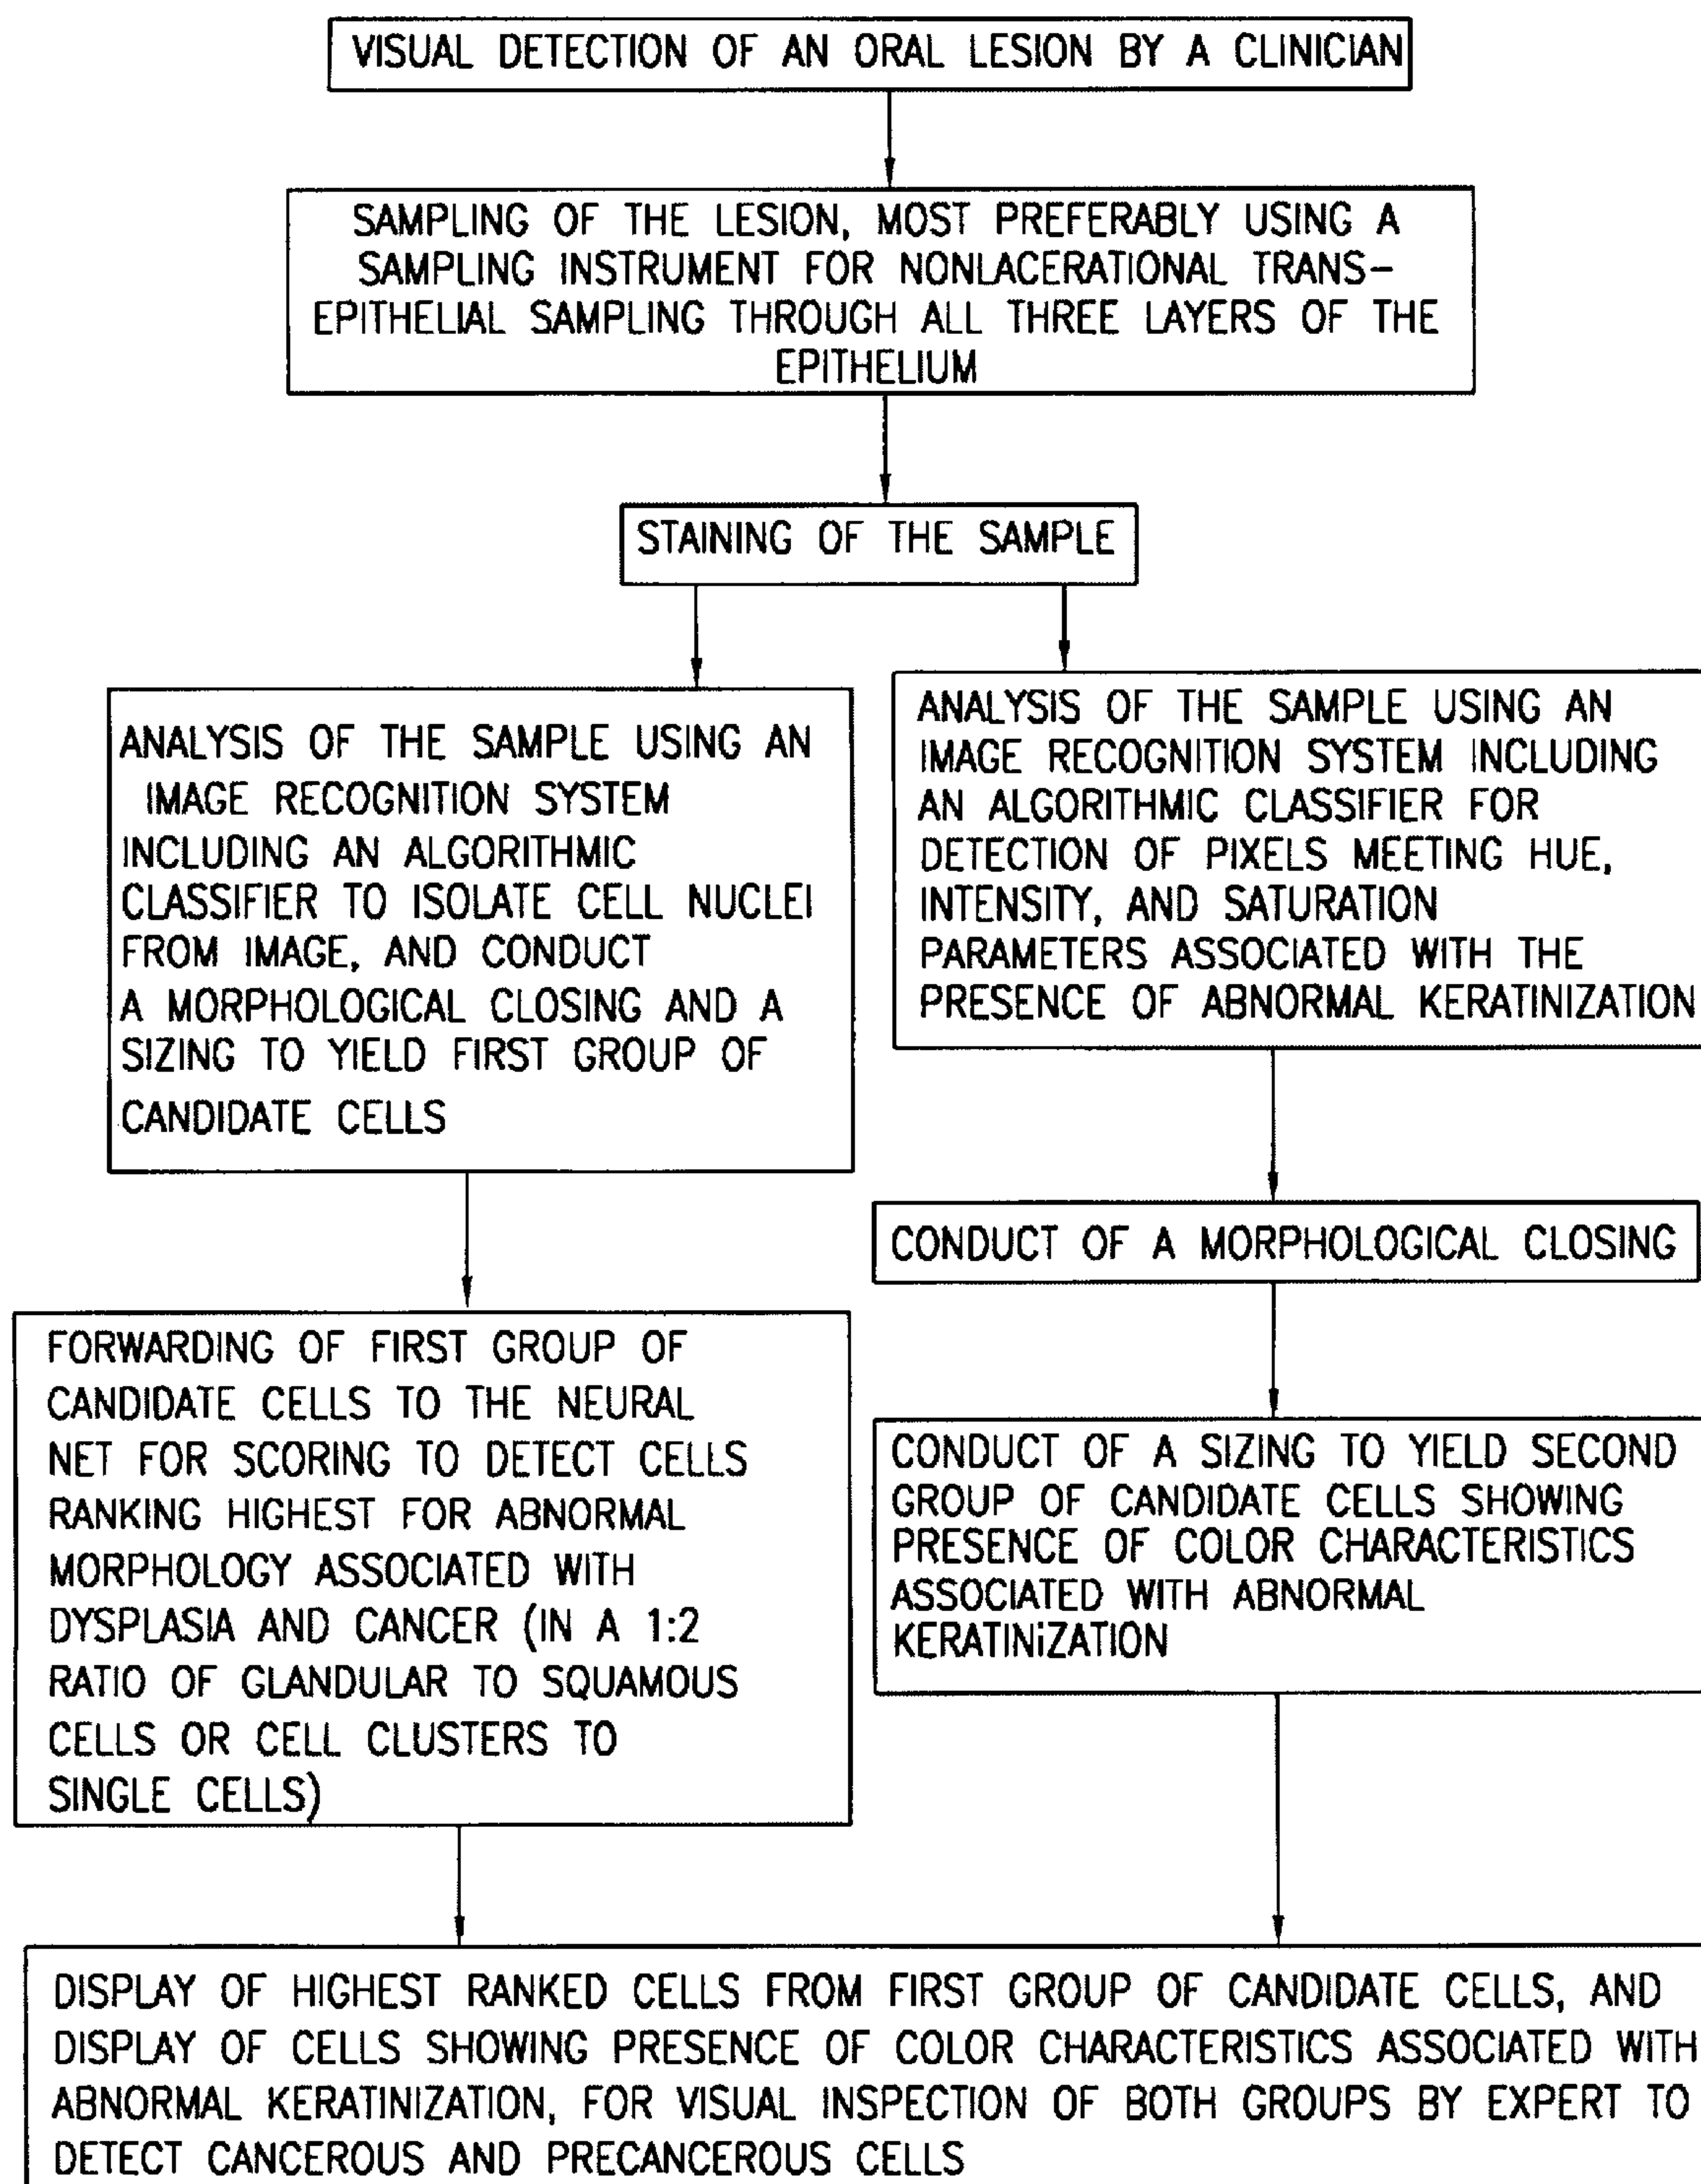 VISUAL DETECTION OF AN ORAL LESION BY A CLINICIAN
SAMPLING OF THE LESION, MOST PREFERABLY USING A
SAMPLING INSTRUMENT FOR NONLACERATIONAL TRANS-
EPITHELIAL SAMPLING THROUGH ALL THREE LAYERS OF THE
EPITHELIUM
STAINING OF THE SAMPLE
ANALYSIS OF THE SAMPLE USING AN
IMAGE RECOGNITION SYSTEM
INCLUDING AN ALGORITHMIC
CLASSIFIER TO ISOLATE CELL NUCLEI
FROM IMAGE, AND CONDUCT
A MORPHOLOGICAL CLOSING AND A
SIZING TO YIELD FIRST GROUP OF
CANDIDATE CELLS
ANALYSIS OF THE SAMPLE USING AN
IMAGE RECOGNITION SYSTEM INCLUDING
AN ALGORITHMIC CLASSIFIER FOR
DETECTION OF PIXELS MEETING HUE,
INTENSITY, AND SATURATION
PARAMETERS ASSOCIATED WITH THE
PRESENCE OF ABNORMAL KERATINIZATION
CONDUCT OF A MORPHOLOGICAL CLOSING
FORWARDING OF FIRST GROUP OF
CANDIDATE CELLS TO THE NEURAL
NET FOR SCORING TO DETECT CELLS
RANKING HIGHEST FOR ABNORMAL
MORPHOLOGY ASSOCIATED WITH
DYSPLASIA AND CANCER (IN A 1:2
RATIO OF GLANDULAR TO SQUAMOUS
CELLS OR CELL CLUSTERS TO
SINGLE CELLS)
CONDUCT OF A SIZING TO YIELD SECOND
GROUP OF CANDIDATE CELLS SHOWING
PRESENCE OF COLOR CHARACTERISTICS
ASSOCIATED WITH ABNORMAL
KERATINiZATION
DISPLAY OF HIGHEST RANKED CELLS FROM FIRST GROUP OF CANDIDATE CELLS, AND
DISPLAY OF CELLS SHOWING PRESENCE OF COLOR CHARACTERISTICS ASSOCIATED WITH
ABNORMAL KERATINIZATION, FOR VISUAL INSPECTION OF BOTH GROUPS BY EXPERT TO
DETECT CANCEROUS AND PRECANCEROUS CELLS